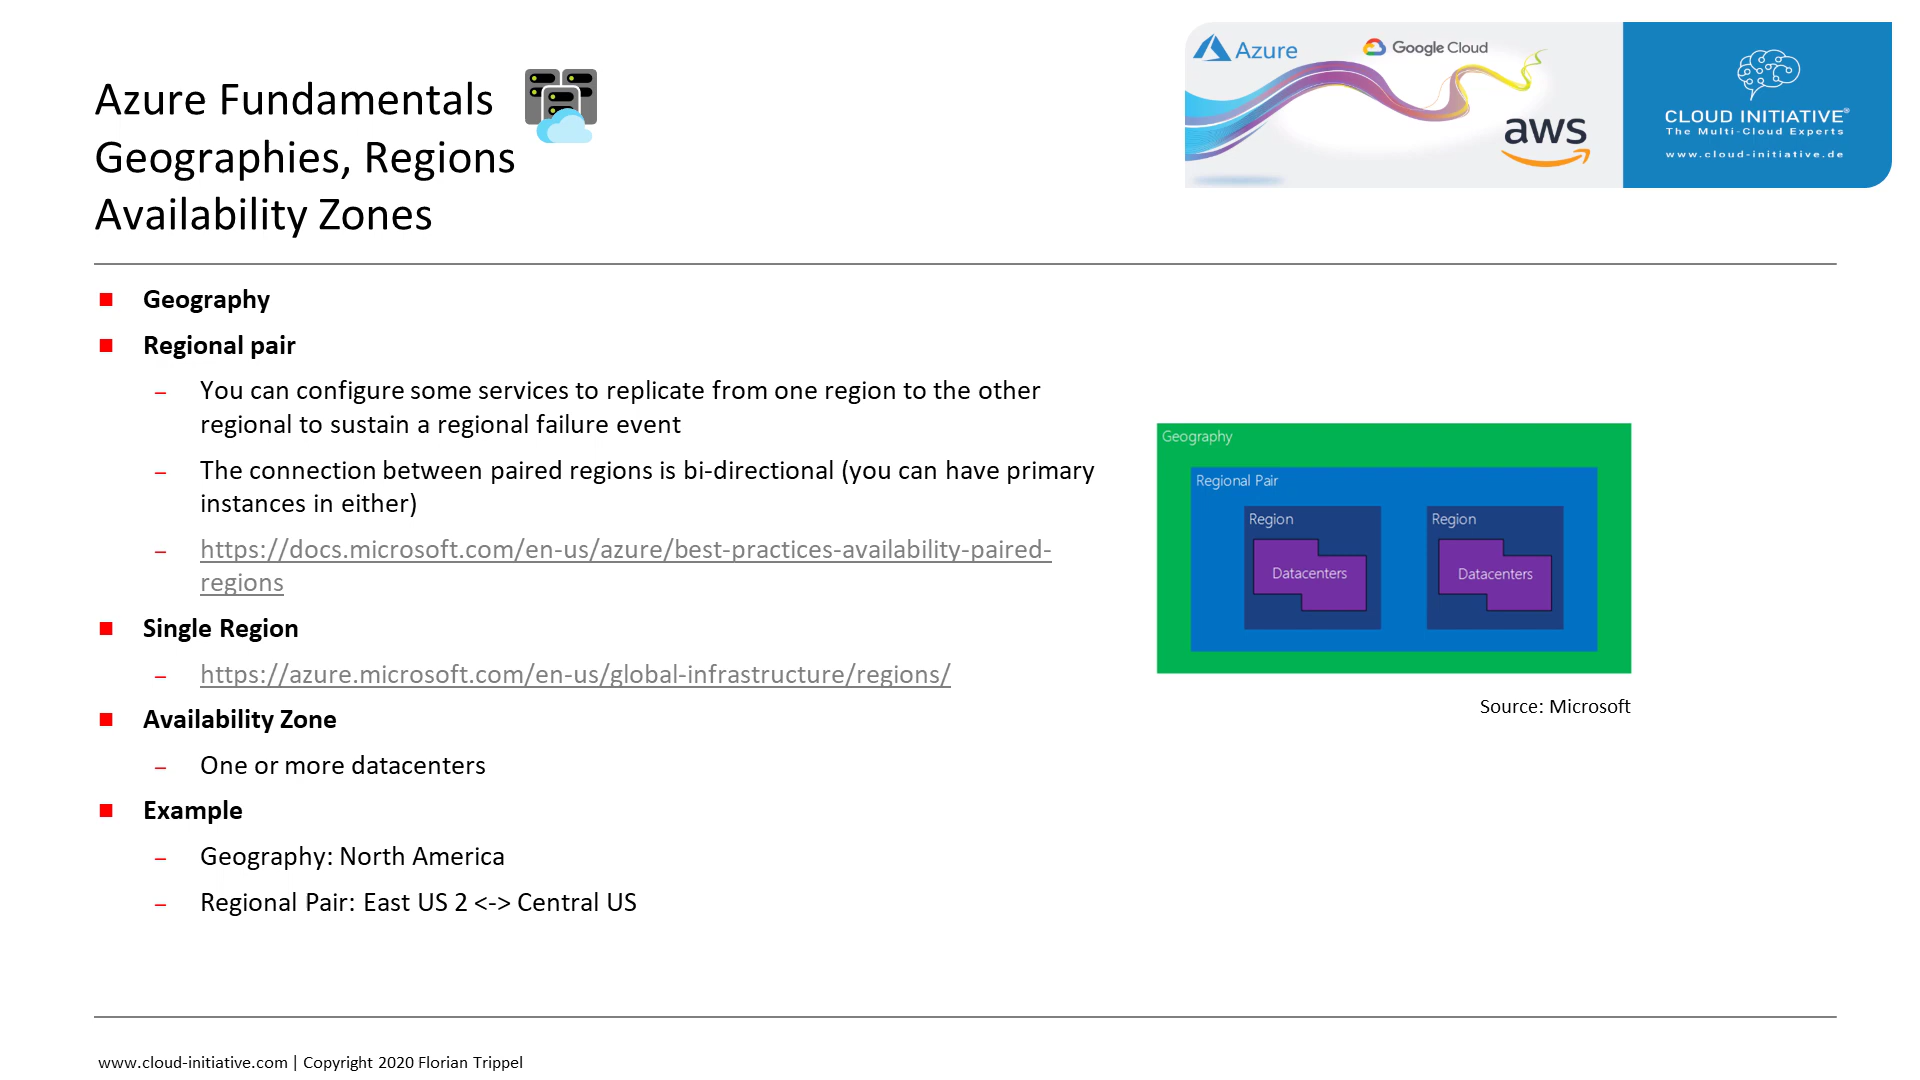 Azure Fundamentals
Geographies, Regions
Availability Zones
Azure
Google Cloud
aws
CLOUD INITIATIVE®
The Multi-Cloud Experts
www.cloud-initiative.de
Geography
Regional pair
– You can configure some services to replicate from one region to the other
regional to sustain a regional failure event
– The connection between paired regions is bi-directional (you can have primary
instances in either)
– https://docs.microsoft.com/en-us/azure/best-practices-availability-paired-
regions
Single Region
– https://azure.microsoft.com/en-us/global-infrastructure/regions/
Availability Zone
– One or more datacenters
Example
– Geography: North America
– Regional Pair: East US 2 <-> Central US
Geography
Regional Pair
Region
Datacenters
Region
Datacenters
Source: Microsoft
www.cloud-initiative.com | Copyright 2020 Florian Trippel